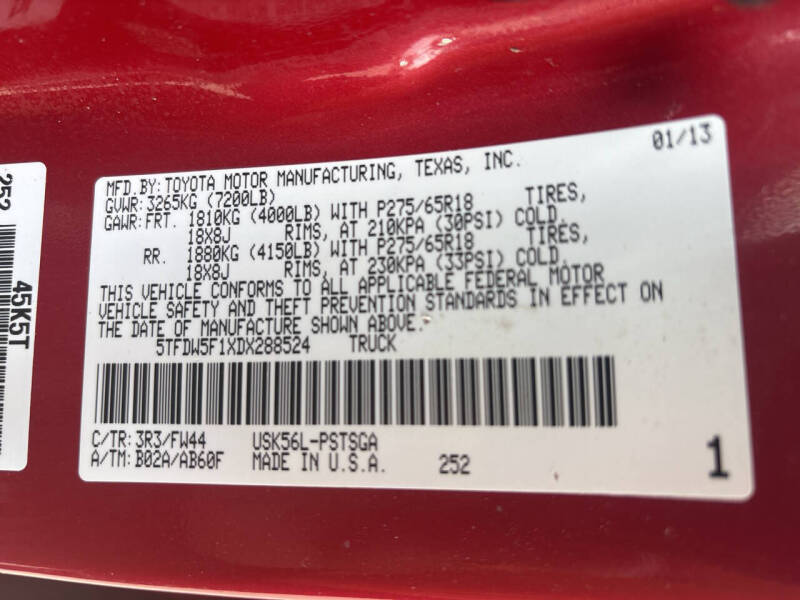 252
45K5T
01/13
MFD.BY: TOYOTA MOTOR MANUFACTURING, TEXAS, INC.
GVWR: 3265KG (7200LB)
GAWR: FRT. 1810KG (4000LB) WITH P275/65R18 TIRES,
18X8J RIMS, AT 210KPA (30PSI) COLD.
RR. 1880KG (4150LB) WITH P275/65R18 TIRES,
18X8J RIMS, AT 230KPA (33PSI) COLD.
THIS VEHICLE CONFORMS TO ALL APPLICABLE FEDERAL MOTOR
VEHICLE SAFETY AND THEFT PREVENTION STANDARDS IN EFFECT ON
THE DATE OF MANUFACTURE SHOWN ABOVE.
5TFDW5F1XDX288524 TRUCK
C/TR: 3R3/FW44 USK56L-PSTSGA
A/TM: B02A/AB60F MADE IN U.S.A. 252 1